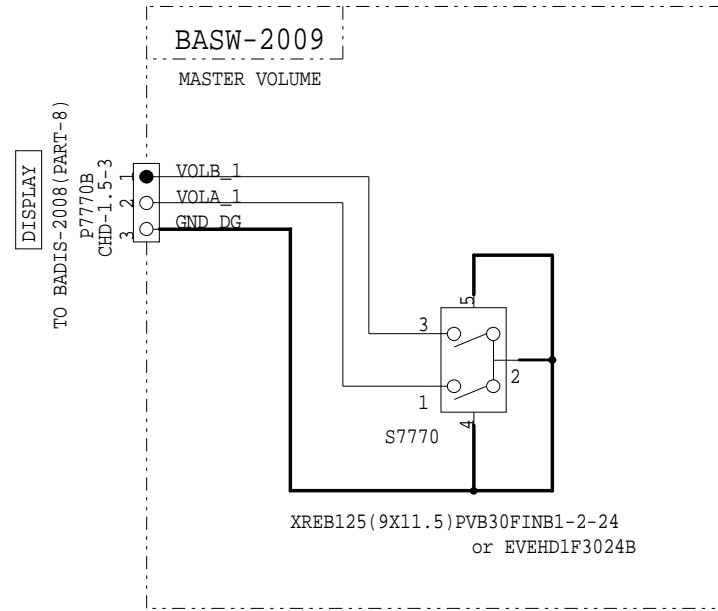 BASW-2009
MASTER VOLUME
DISPLAY
TO BADIS-2008(PART-8)
P7770B
CHD-1.5-3
1
2
3
VOLB_1
VOLA_1
GND_DG
5
3
2
1
4
S7770
XREB125(9X11.5)PVB30FINB1-2-24
or EVEHD1F3024B